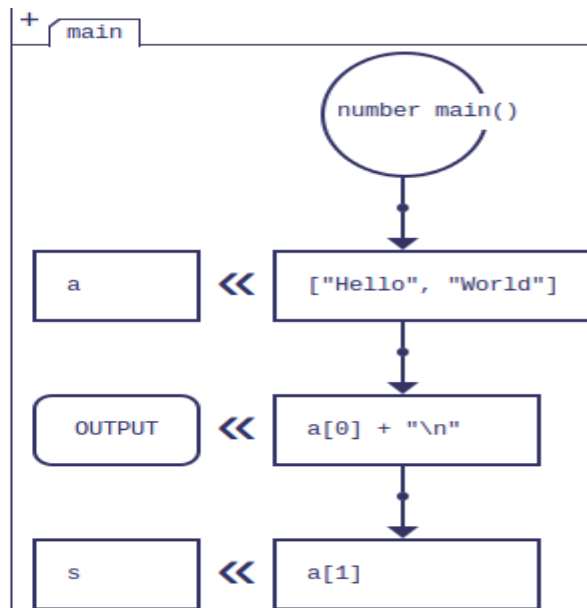 + main
number main()
a << ["Hello", "World"]
OUTPUT << a[0] + "\n"
s << a[1]